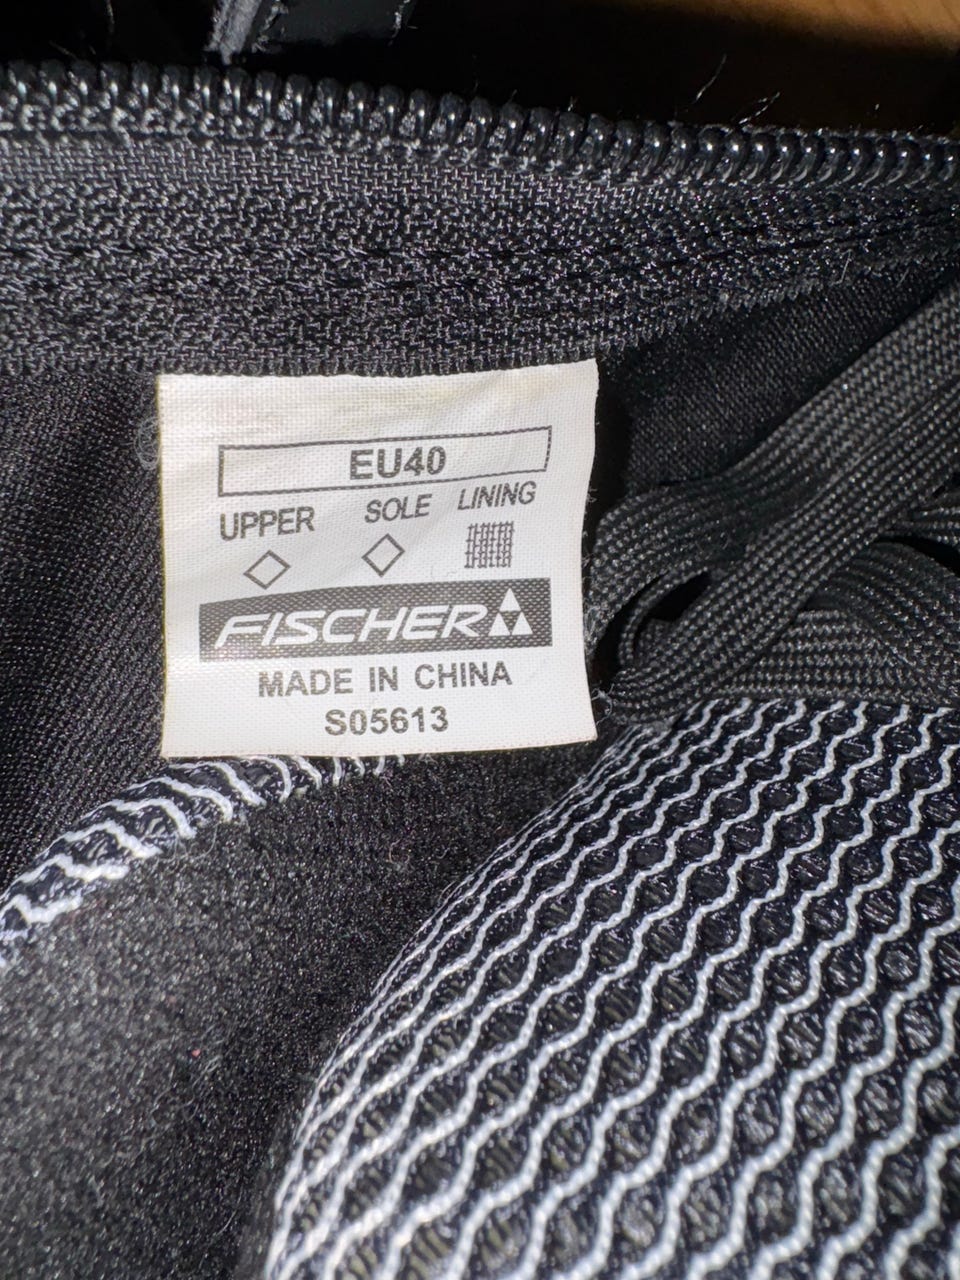 EU40
UPPER SOLE LINING
FISCHER
MADE IN CHINA
S05613